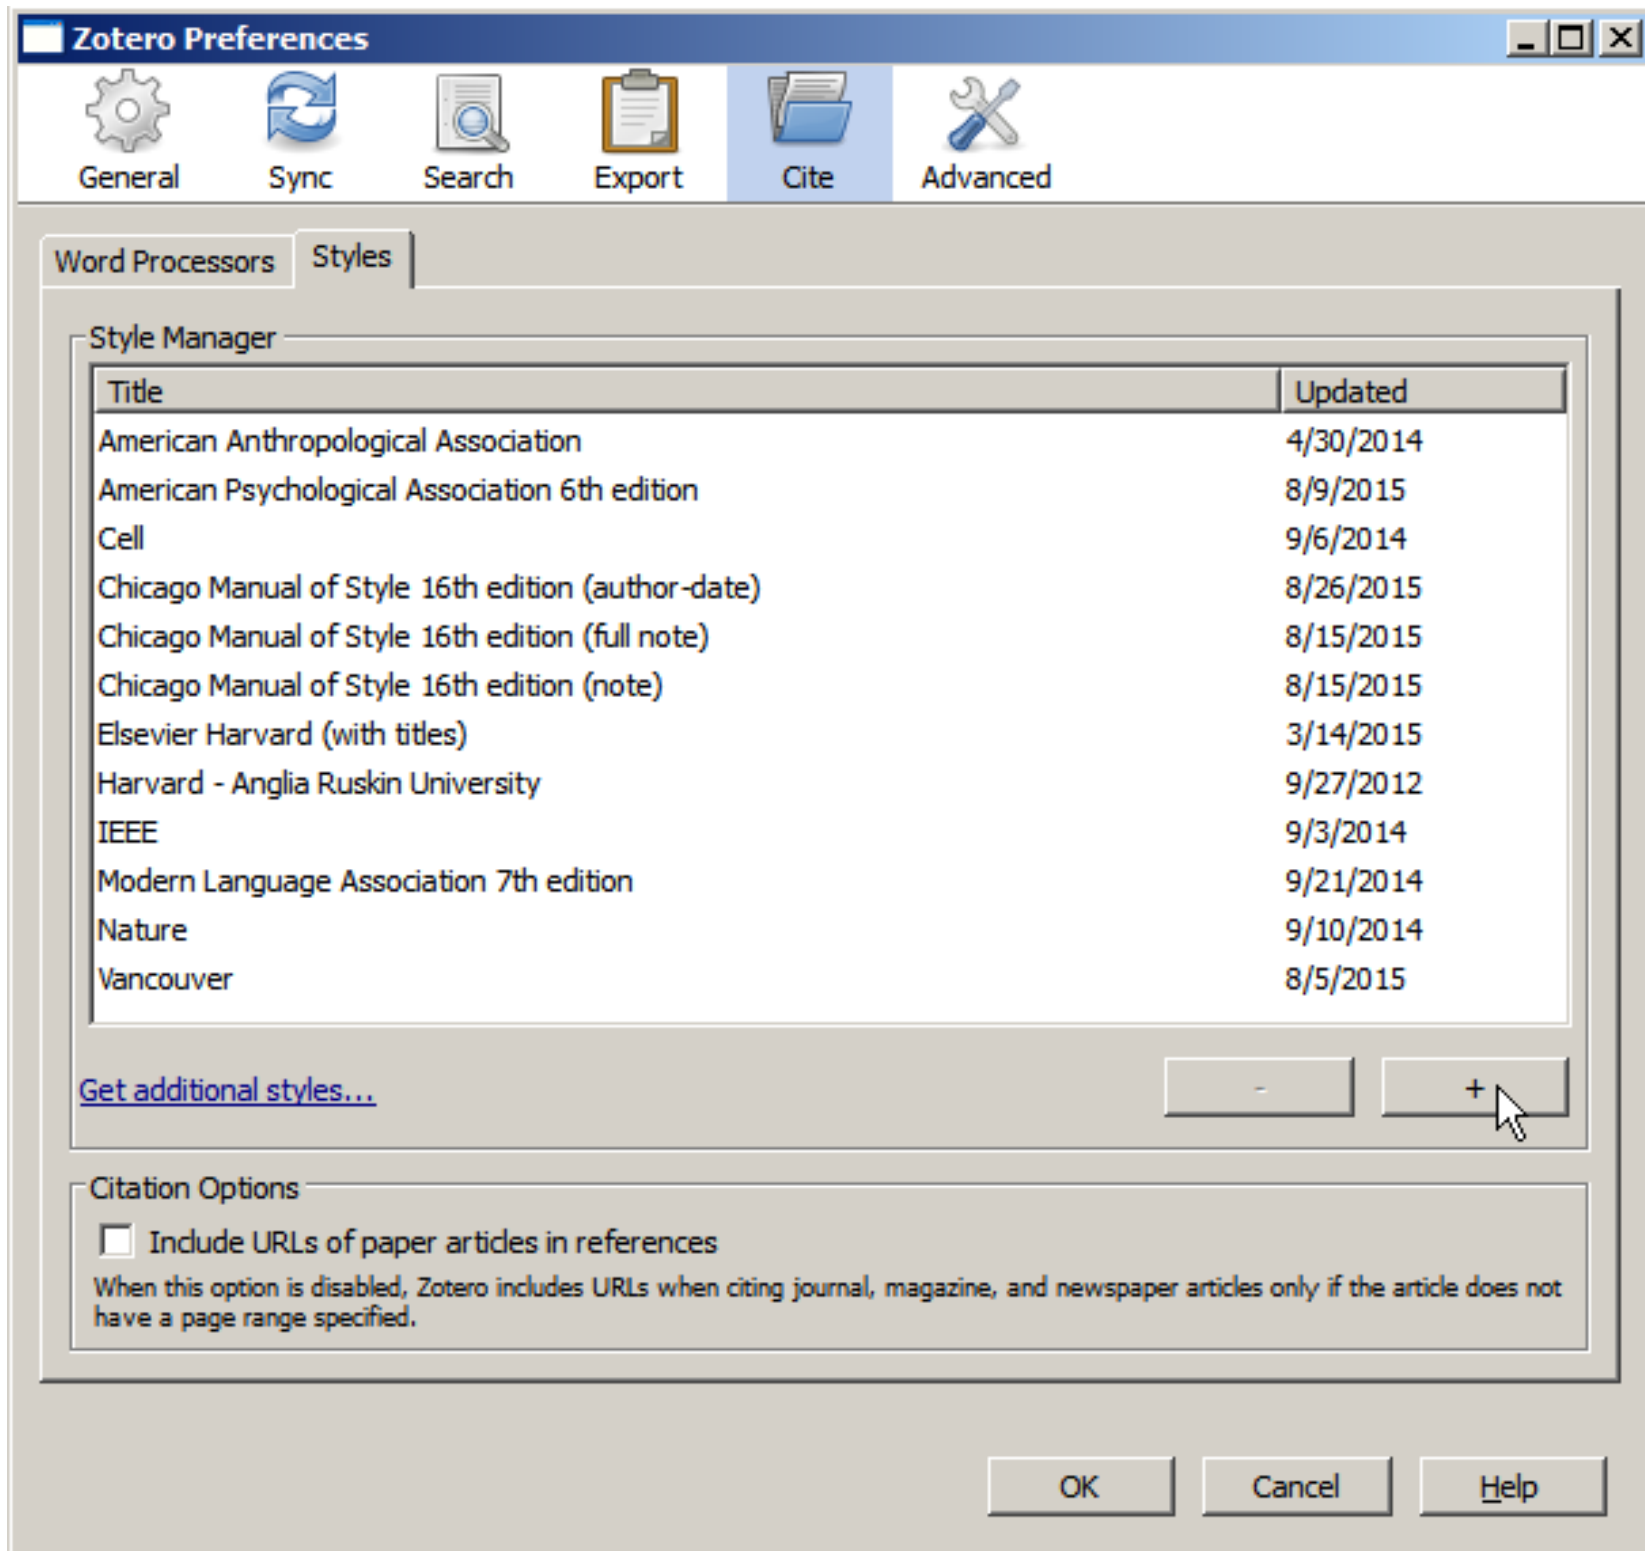 Zotero Preferences
General Sync Search Export Cite Advanced
Word Processors Styles
Style Manager
Title Updated
American Anthropological Association 4/30/2014
American Psychological Association 6th edition 8/9/2015
Cell 9/6/2014
Chicago Manual of Style 16th edition (author-date) 8/26/2015
Chicago Manual of Style 16th edition (full note) 8/15/2015
Chicago Manual of Style 16th edition (note) 8/15/2015
Elsevier Harvard (with titles) 3/14/2015
Harvard - Anglia Ruskin University 9/27/2012
IEEE 9/3/2014
Modern Language Association 7th edition 9/21/2014
Nature 9/10/2014
Vancouver 8/5/2015
Get additional styles... - +
Citation Options
Include URLs of paper articles in references
When this option is disabled, Zotero includes URLs when citing journal, magazine, and newspaper articles only if the article does not
have a page range specified.
OK Cancel Help